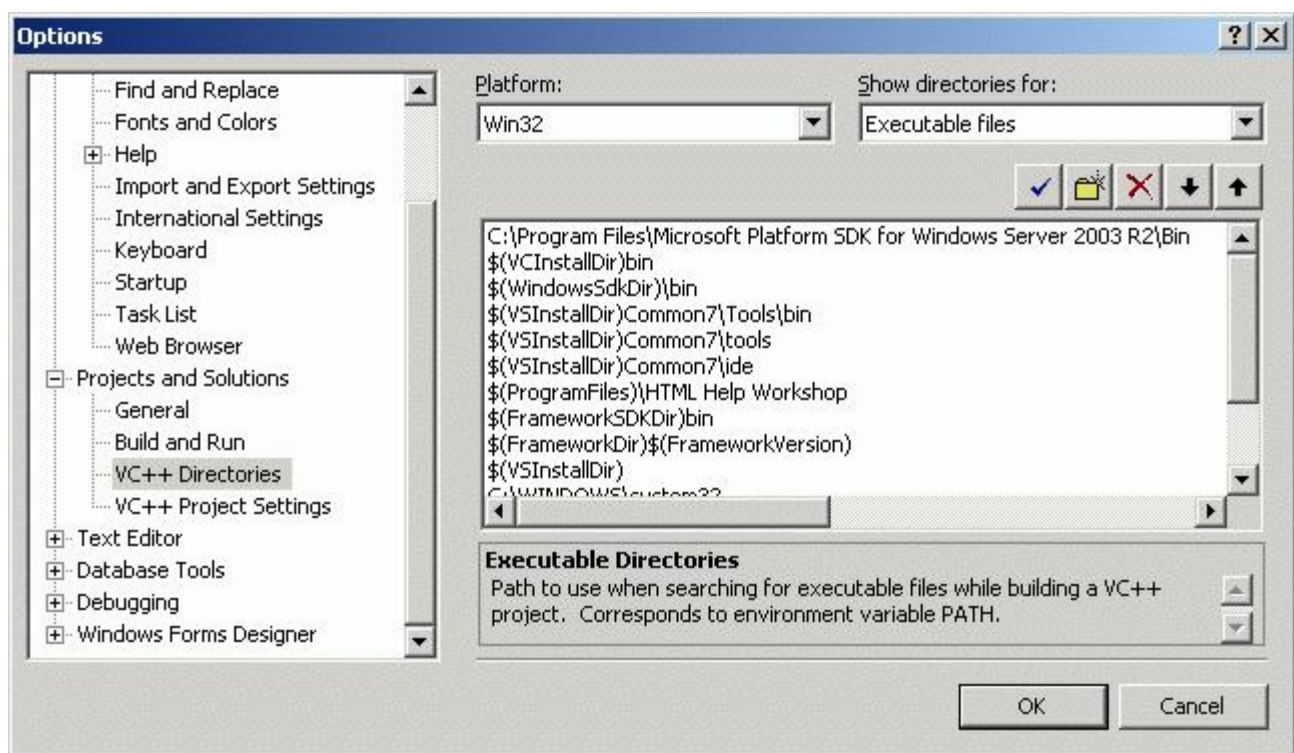 Options
Find and Replace
Fonts and Colors
Help
Import and Export Settings
International Settings
Keyboard
Startup
Task List
Web Browser
Projects and Solutions
General
Build and Run
VC++ Directories
VC++ Project Settings
Text Editor
Database Tools
Debugging
Windows Forms Designer
Platform:
Win32
Show directories for:
Executable files
C:\Program Files\Microsoft Platform SDK for Windows Server 2003 R2\Bin
$(VCInstallDir)bin
$(WindowsSdkDir)\bin
$(VSInstallDir)Common7\Tools\bin
$(VSInstallDir)Common7\tools
$(VSInstallDir)Common7\ide
$(ProgramFiles)\HTML Help Workshop
$(FrameworkSDKDir)bin
$(FrameworkDir)$(FrameworkVersion)
$(VSInstallDir)
Executable Directories
Path to use when searching for executable files while building a VC++
project. Corresponds to environment variable PATH.
OK
Cancel